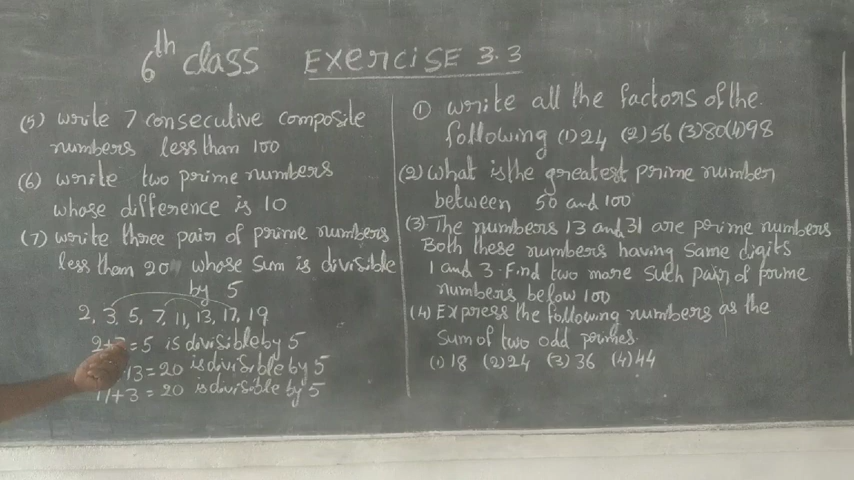 6th class EXERCISE 3.3
(5) write 7 consecutive composite
numbers less than 100
(6) write two prime numbers
whose difference is 10
(7) write three pair of prime numbers
less than 20 whose sum is divisible
by 5
2, 3, 5, 7, 11, 13, 17, 19
2+ = 5 is divisible by 5
13 = 20 is divisible by 5
17+3 = 20 is divisible by 5
(1) write all the factors of the
following (1) 24 (2) 56 (3) 80 (4) 98
(2) what is the greatest prime number
between 50 and 100
(3) The numbers 13 and 31 are prime numbers
Both these numbers having same digits
1 and 3. Find two more such pair of prime
numbers below 100
(4) Express the following numbers as the
sum of two odd primes.
(1) 18 (2) 24 (3) 36 (4) 44